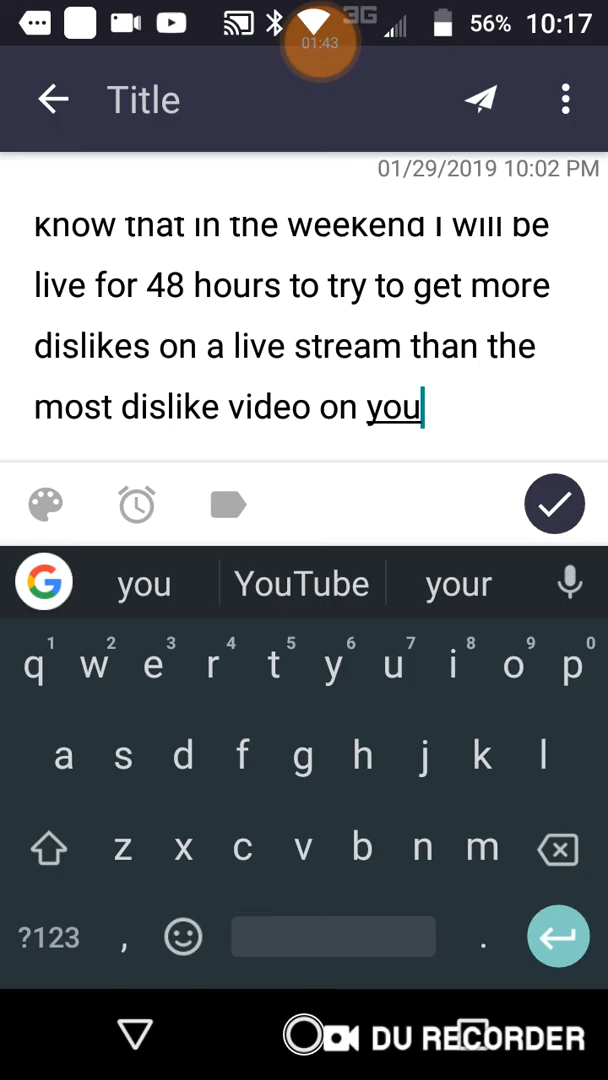 3G
56% 10:17
01:43
Title
01/29/2019 10:02 PM
know that in the weekend I will be
live for 48 hours to try to get more
dislikes on a live stream than the
most dislike video on you
you YouTube your
1 2 3 4 5 6 7 8 9 0
q w e r t y u i o p
a s d f g h j k l
z x c v b n m
?123 , .
DU RECORDER